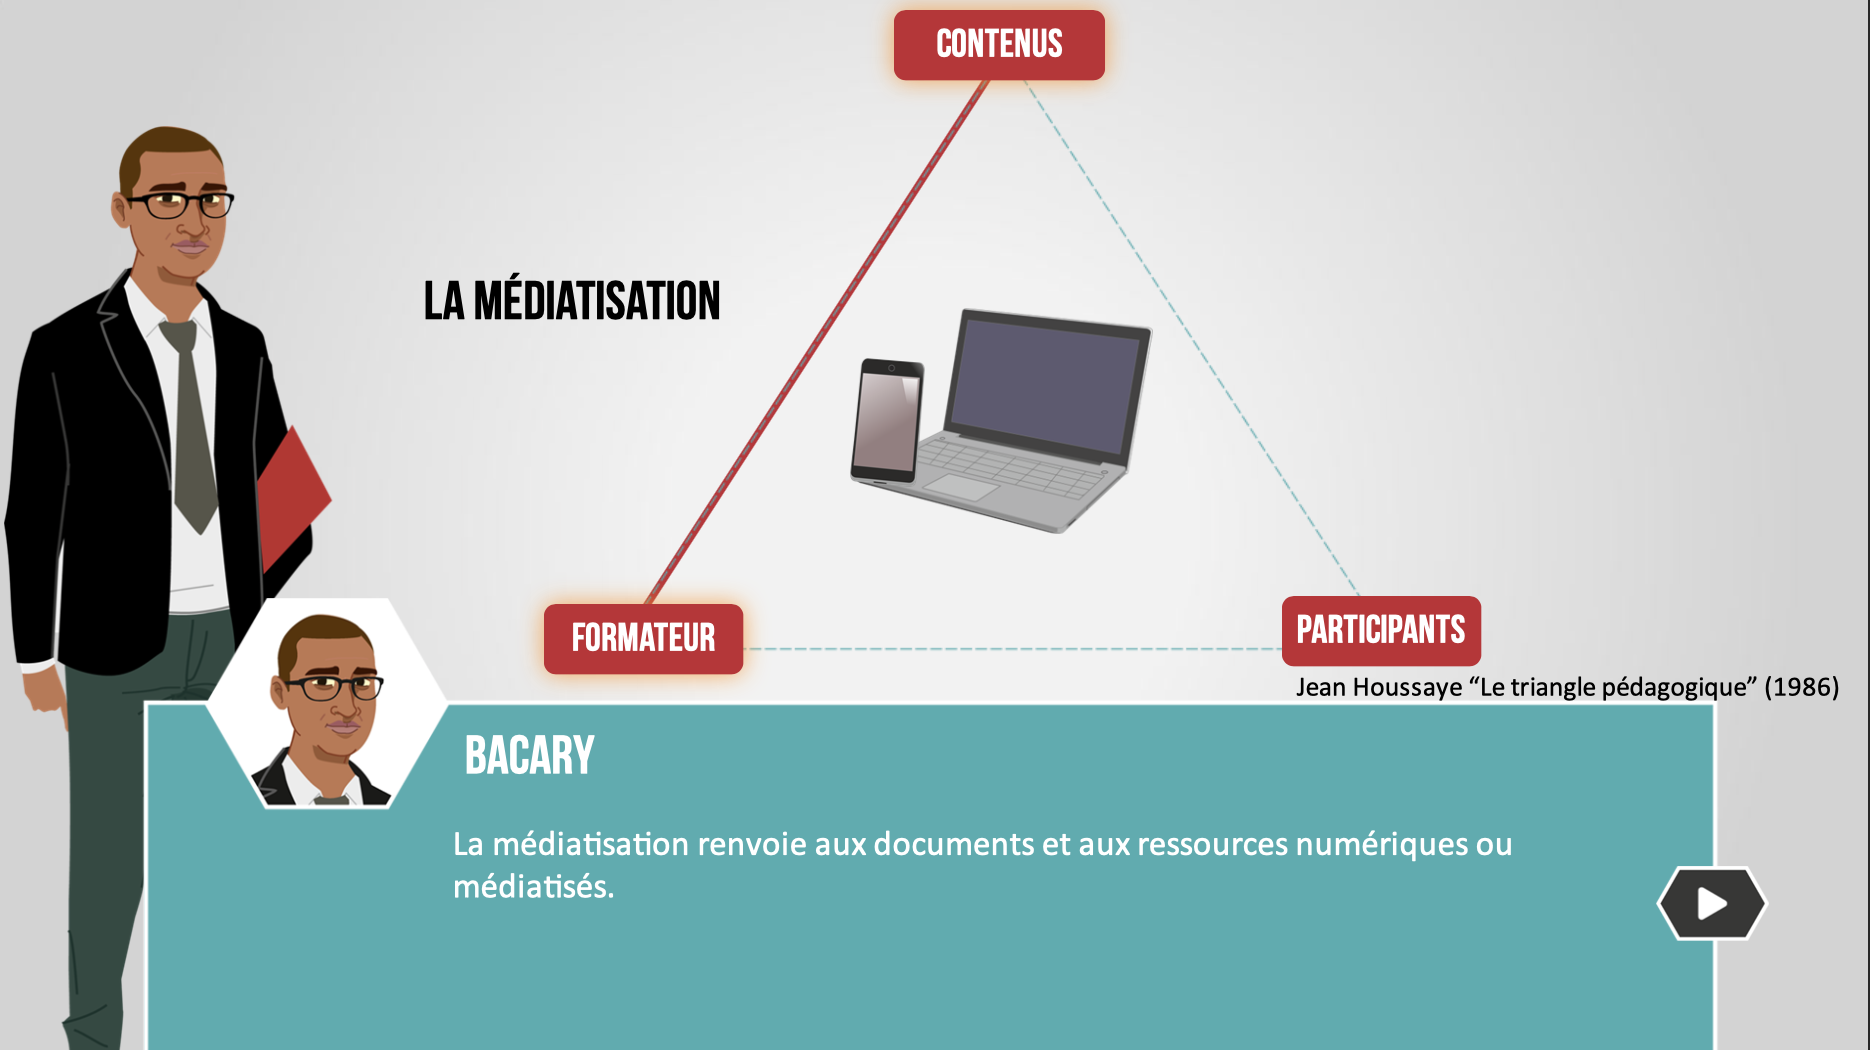 CONTENUS
LA MÉDIATISATION
FORMATEUR
PARTICIPANTS
Jean Houssaye “Le triangle pédagogique” (1986)
BACARY
La médiatisation renvoie aux documents et aux ressources numériques ou
médiatisés.